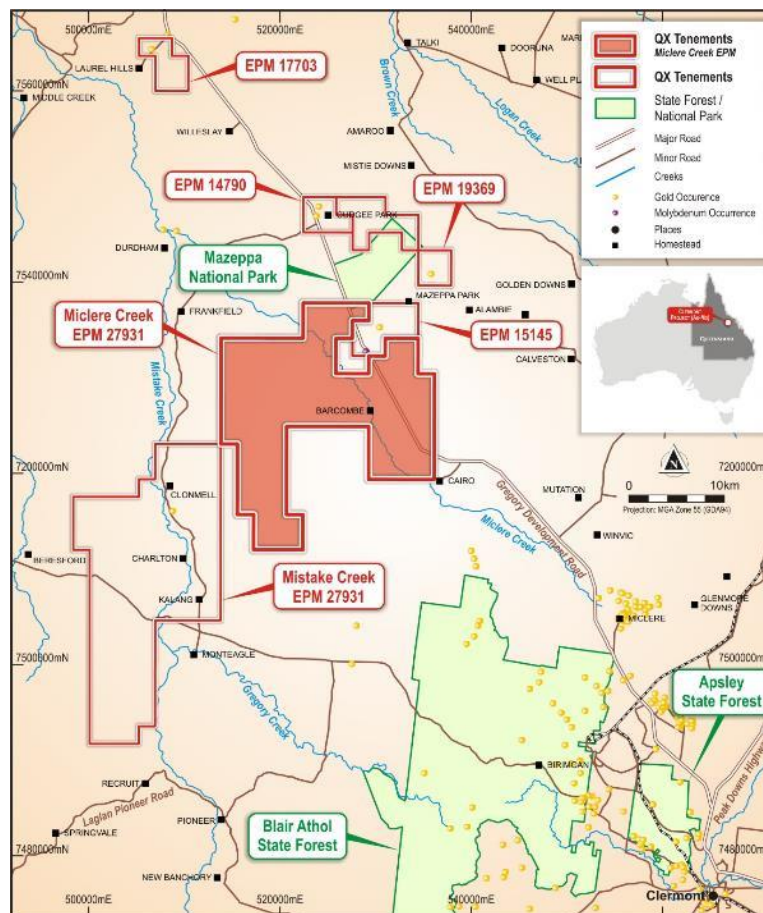 500000mE
520000mE
540000mE
QX Tenements
Miclere Creek EPM
QX Tenements
State Forest /
National Park
Major Road
Minor Road
Creeks
Gold Occurence
Molybdenum Occurrence
Places
Homestead
TALKI
DOORUNA
LAUREL HILLS
EPM 17703
7560000mN
MIDDLE CREEK
Brown Creek
Logan Creek
WELL PL
WILLESLAY
AMAROO
MISTIE DOWNS
EPM 14790
EPM 19369
GURGEE PARK
DURDHAM
Mazeppa
National Park
7540000mN
GOLDEN DOWNS
MAZEPPA PARK
ALAMBIE
FRANKFIELD
Miclere Creek
EPM 27931
EPM 15145
CALVESTON
Mistake Creek
BARCOMBE
7200000mN
7200000mN
CAIRO
0
10km
Projection: MGA Zone 55 (GDA94)
CLONMELL
MUTATION
Gregory Development Road
Miclere Creek
WINVIC
BERESFORD
CHARLTON
Mistake Creek
EPM 27931
KALANG
GLENMORE
DOWNS
MICLERE
7500800mN
7500000mN
MONTEAGLE
Apsley
State Forest
Gregory Creek
BIRIMGAN
RECRUIT
Laglan Pioneer Road
PIONEER
SPRINGVALE
Peak Downs Highway
Blair Athol
State Forest
7480000mN
7480000mN
NEW BANCHORY
Clermont
500000mE
520000mE
540000mE